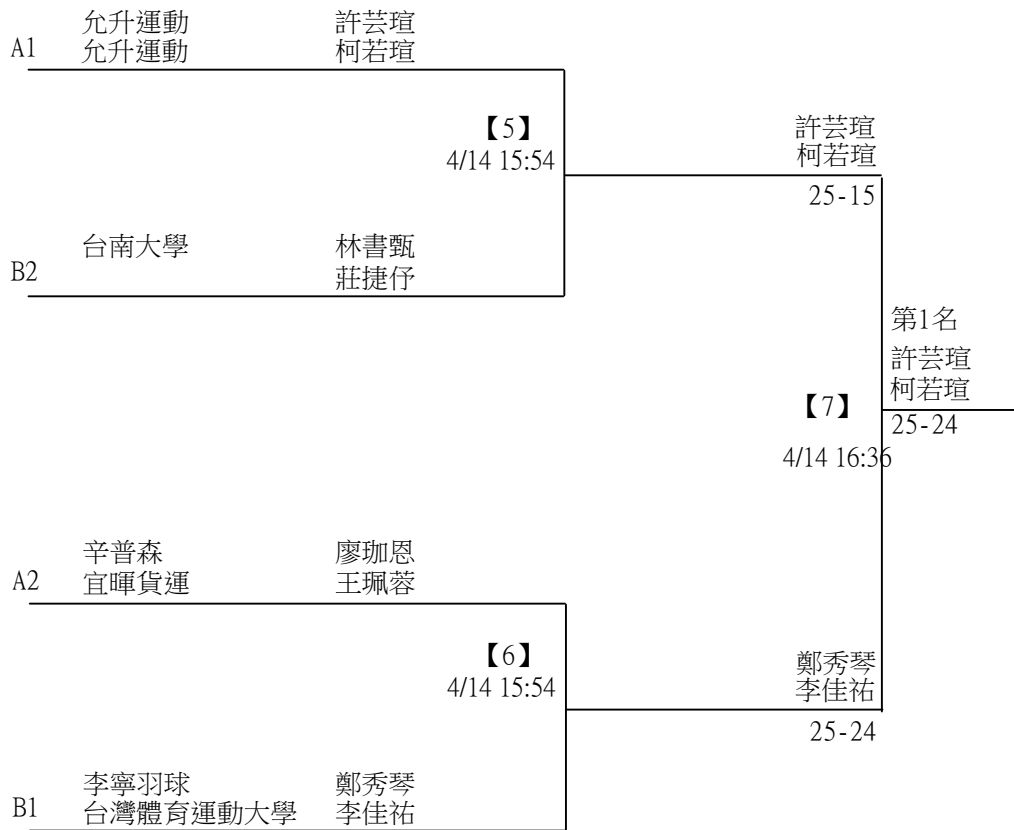 允升運動 許芸瑄
A1 允升運動 柯若瑄
【5】
4/14 15:54
許芸瑄
柯若瑄
25-15
台南大學 林書甄
B2 莊捷伃
第1名
許芸瑄
柯若瑄
【7】
25-24
4/14 16:36
辛普森 廖珈恩
A2 宜暉貨運 王珮蓉
【6】
4/14 15:54
鄭秀琴
李佳祐
25-24
李寧羽球 鄭秀琴
B1 台灣體育運動大學 李佳祐